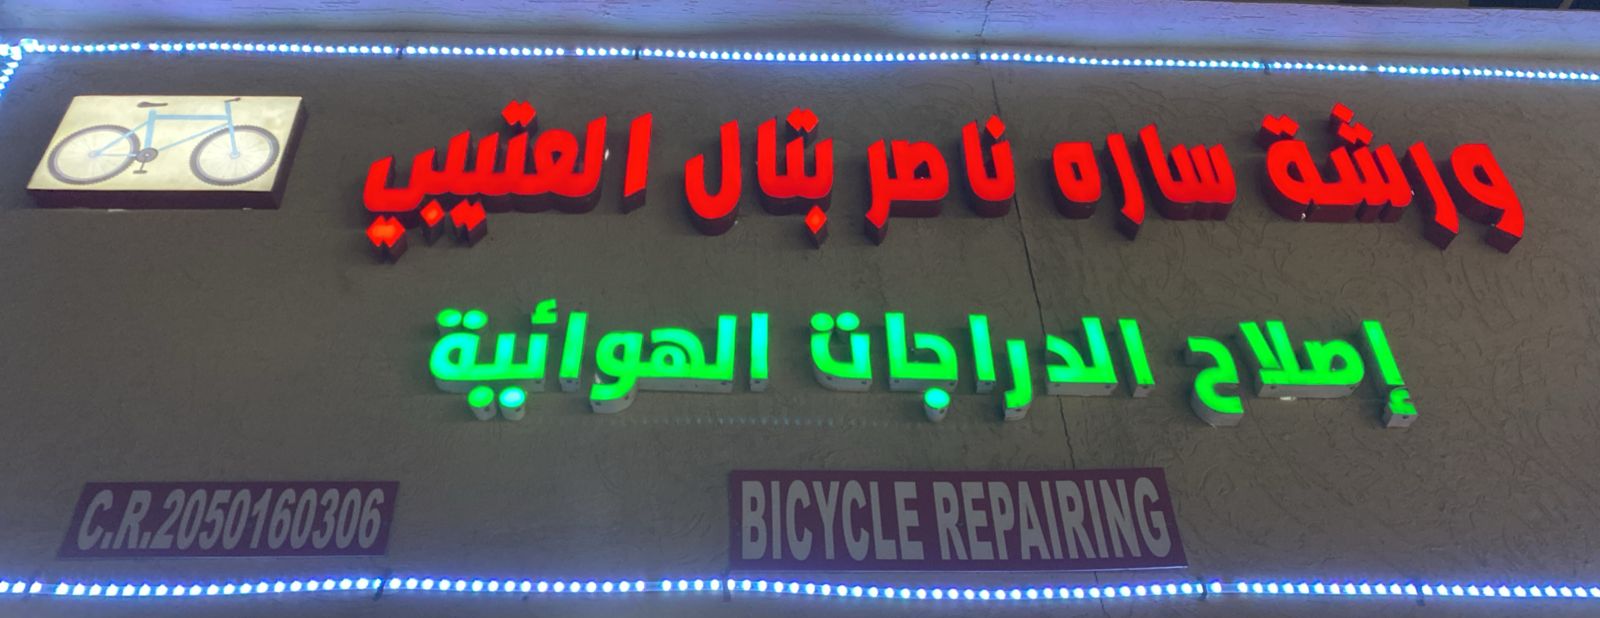 ورشة ساره ناصر بتال العتيبي
إصلاح الدراجات الهوائية
BICYCLE REPAIRING
C.R.2050160306